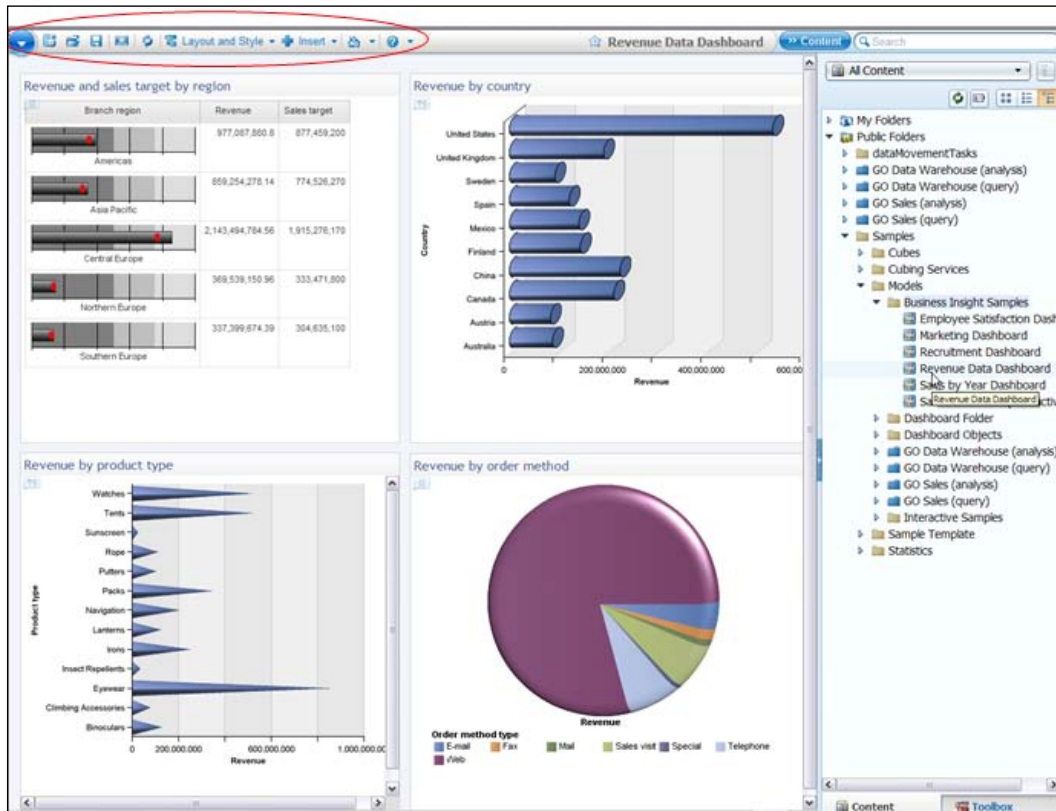 Layout and Style
Insert
Revenue Data Dashboard
Content
Search
Revenue and sales target by region
Branch region Revenue Sales target
Americas 977,087,860.6 877,459,200
Asia Pacific 859,254,278.14 774,526,270
Central Europe 2,143,494,784.56 1,915,276,170
Northern Europe 369,539,150.96 333,471,800
Southern Europe 337,399,674.39 304,635,100
Revenue by country
Country
United States
United Kingdom
Sweden
Spain
Mexico
Finland
China
Canada
Austria
Australia
0 200,000,000 400,000,000 600,00
Revenue
Revenue by product type
Product type
Watches
Tents
Sunscreen
Rope
Putters
Packs
Navigation
Lanterns
Irons
Insect Repellents
Eyewear
Climbing Accessories
Binoculars
0 200,000,000 600,000,000 1,000,000,00
Revenue
Revenue by order method
Revenue
Order method type
E-mail Fax Mail Sales visit Special Telephone
Web
All Content
My Folders
Public Folders
dataMovementTasks
GO Data Warehouse (analysis)
GO Data Warehouse (query)
GO Sales (analysis)
GO Sales (query)
Samples
Cubes
Cubing Services
Models
Business Insight Samples
Employee Satisfaction Dash
Marketing Dashboard
Recruitment Dashboard
Revenue Data Dashboard
Sales by Year Dashboard
Sa
Revenue Data Dashboard
Dashboard Folder
Dashboard Objects
GO Data Warehouse (analysis)
GO Data Warehouse (query)
GO Sales (analysis)
GO Sales (query)
Interactive Samples
Sample Template
Statistics
Content Toolbox